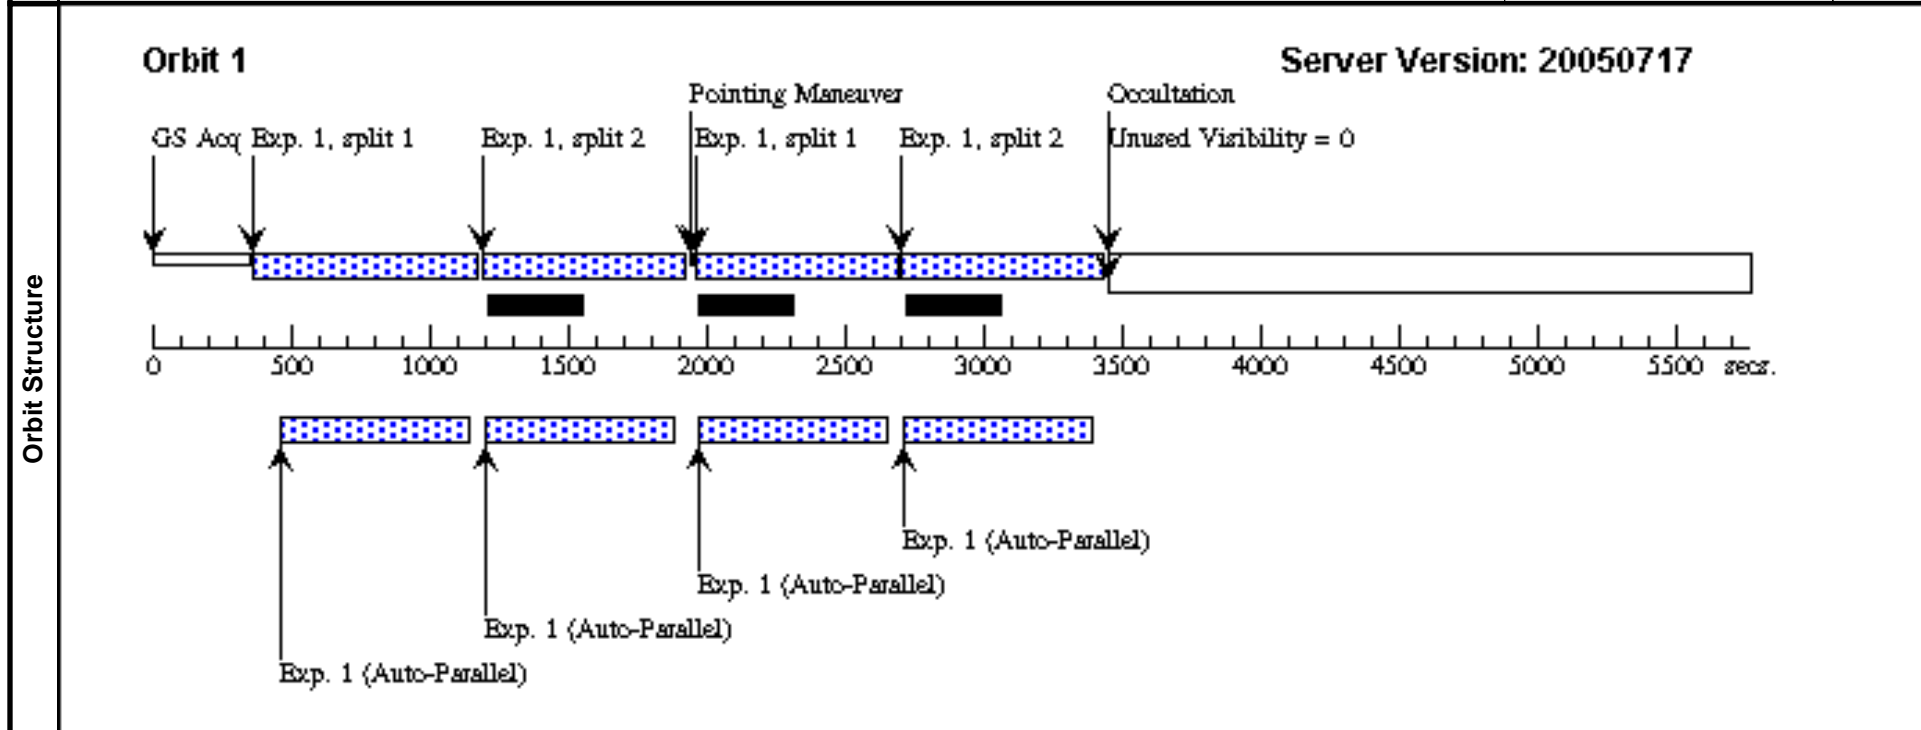 Orbit 1
Server Version: 20050717
Pointing Maneuver
Occultation
GS Acq
Exp. 1, split 1
Exp. 1, split 2
Exp. 1, split 1
Exp. 1, split 2
Unused Visibility = 0
Orbit Structure
0
500
1000
1500
2000
2500
3000
3500
4000
4500
5000
5500
secs.
Exp. 1 (Auto-Parallel)
Exp. 1 (Auto-Parallel)
Exp. 1 (Auto-Parallel)
Exp. 1 (Auto-Parallel)